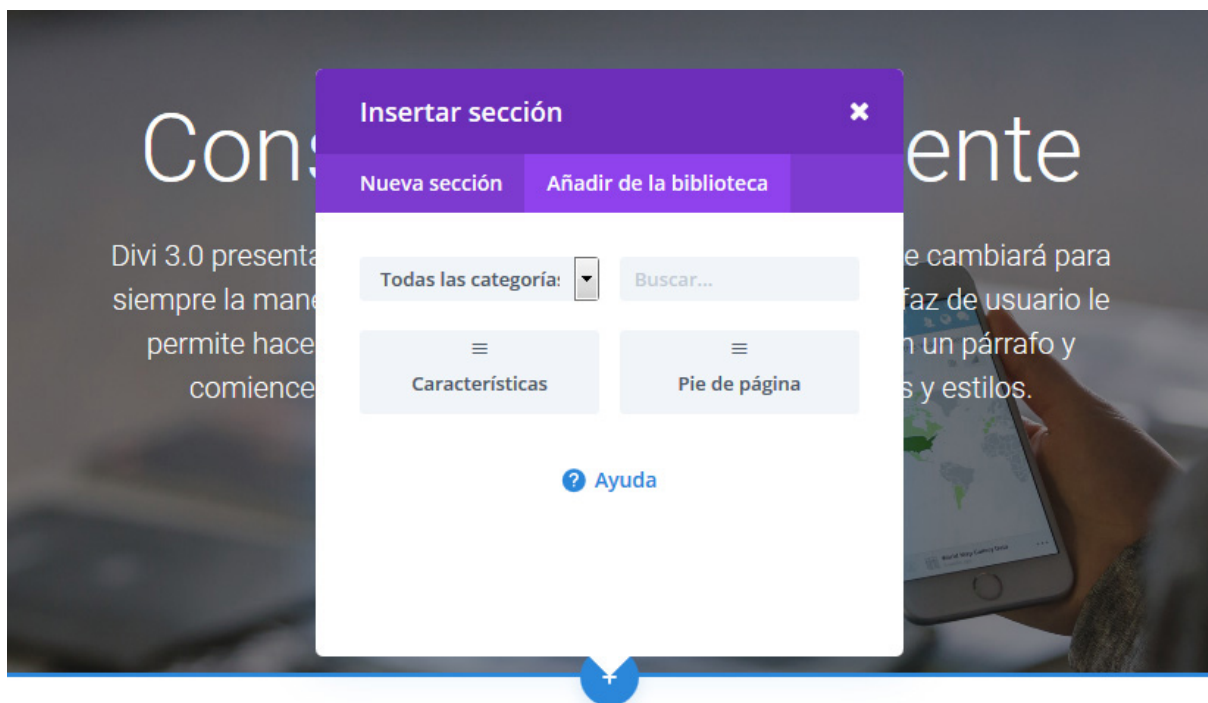 Insertar sección
Nueva sección Añadir de la biblioteca
Cons ente
Divi 3.0 presenta e cambiará para
siempre la mane faz de usuario le
permite hace un párrafo y
comience s y estilos.
Todas las categorías Buscar...
Características Pie de página
Ayuda